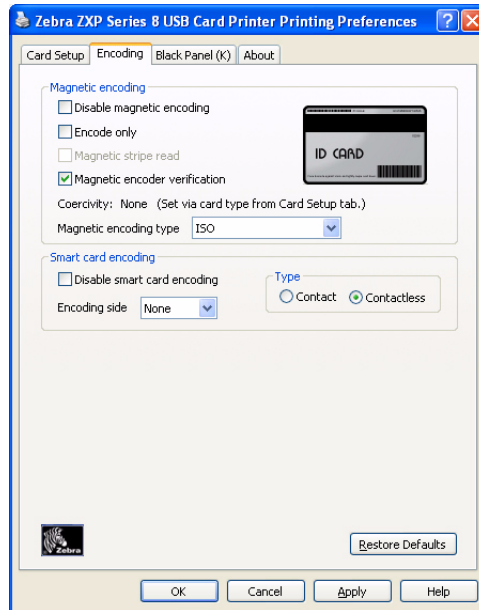 Zebra ZXP Series 8 USB Card Printer Printing Preferences
Card Setup Encoding Black Panel (K) About
Magnetic encoding
Disable magnetic encoding
Encode only
Magnetic stripe read
Magnetic encoder verification
ID CARD
Coercivity: None (Set via card type from Card Setup tab.)
Magnetic encoding type ISO
Smart card encoding
Disable smart card encoding
Type
Contact Contactless
Encoding side None
Zebra
Restore Defaults
OK Cancel Apply Help